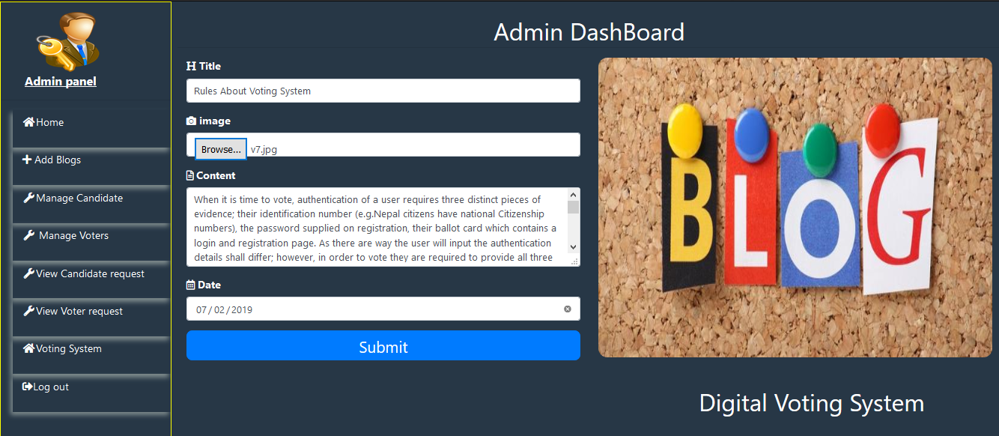 Admin panel
Home
Add Blogs
Manage Candidate
Manage Voters
View Candidate request
View Voter request
Voting System
Log out
Admin DashBoard
Title
Rules About Voting System
image
Browse... v7.jpg
Content
When it is time to vote, authentication of a user requires three distinct pieces of
evidence; their identification number (e.g.Nepal citizens have national Citizenship
numbers), the password supplied on registration, their ballot card which contains a
login and registration page. As there are way the user will input the authentication
details shall differ; however, in order to vote they are required to provide all three
Date
07/02/2019
Submit
BLOG
Digital Voting System